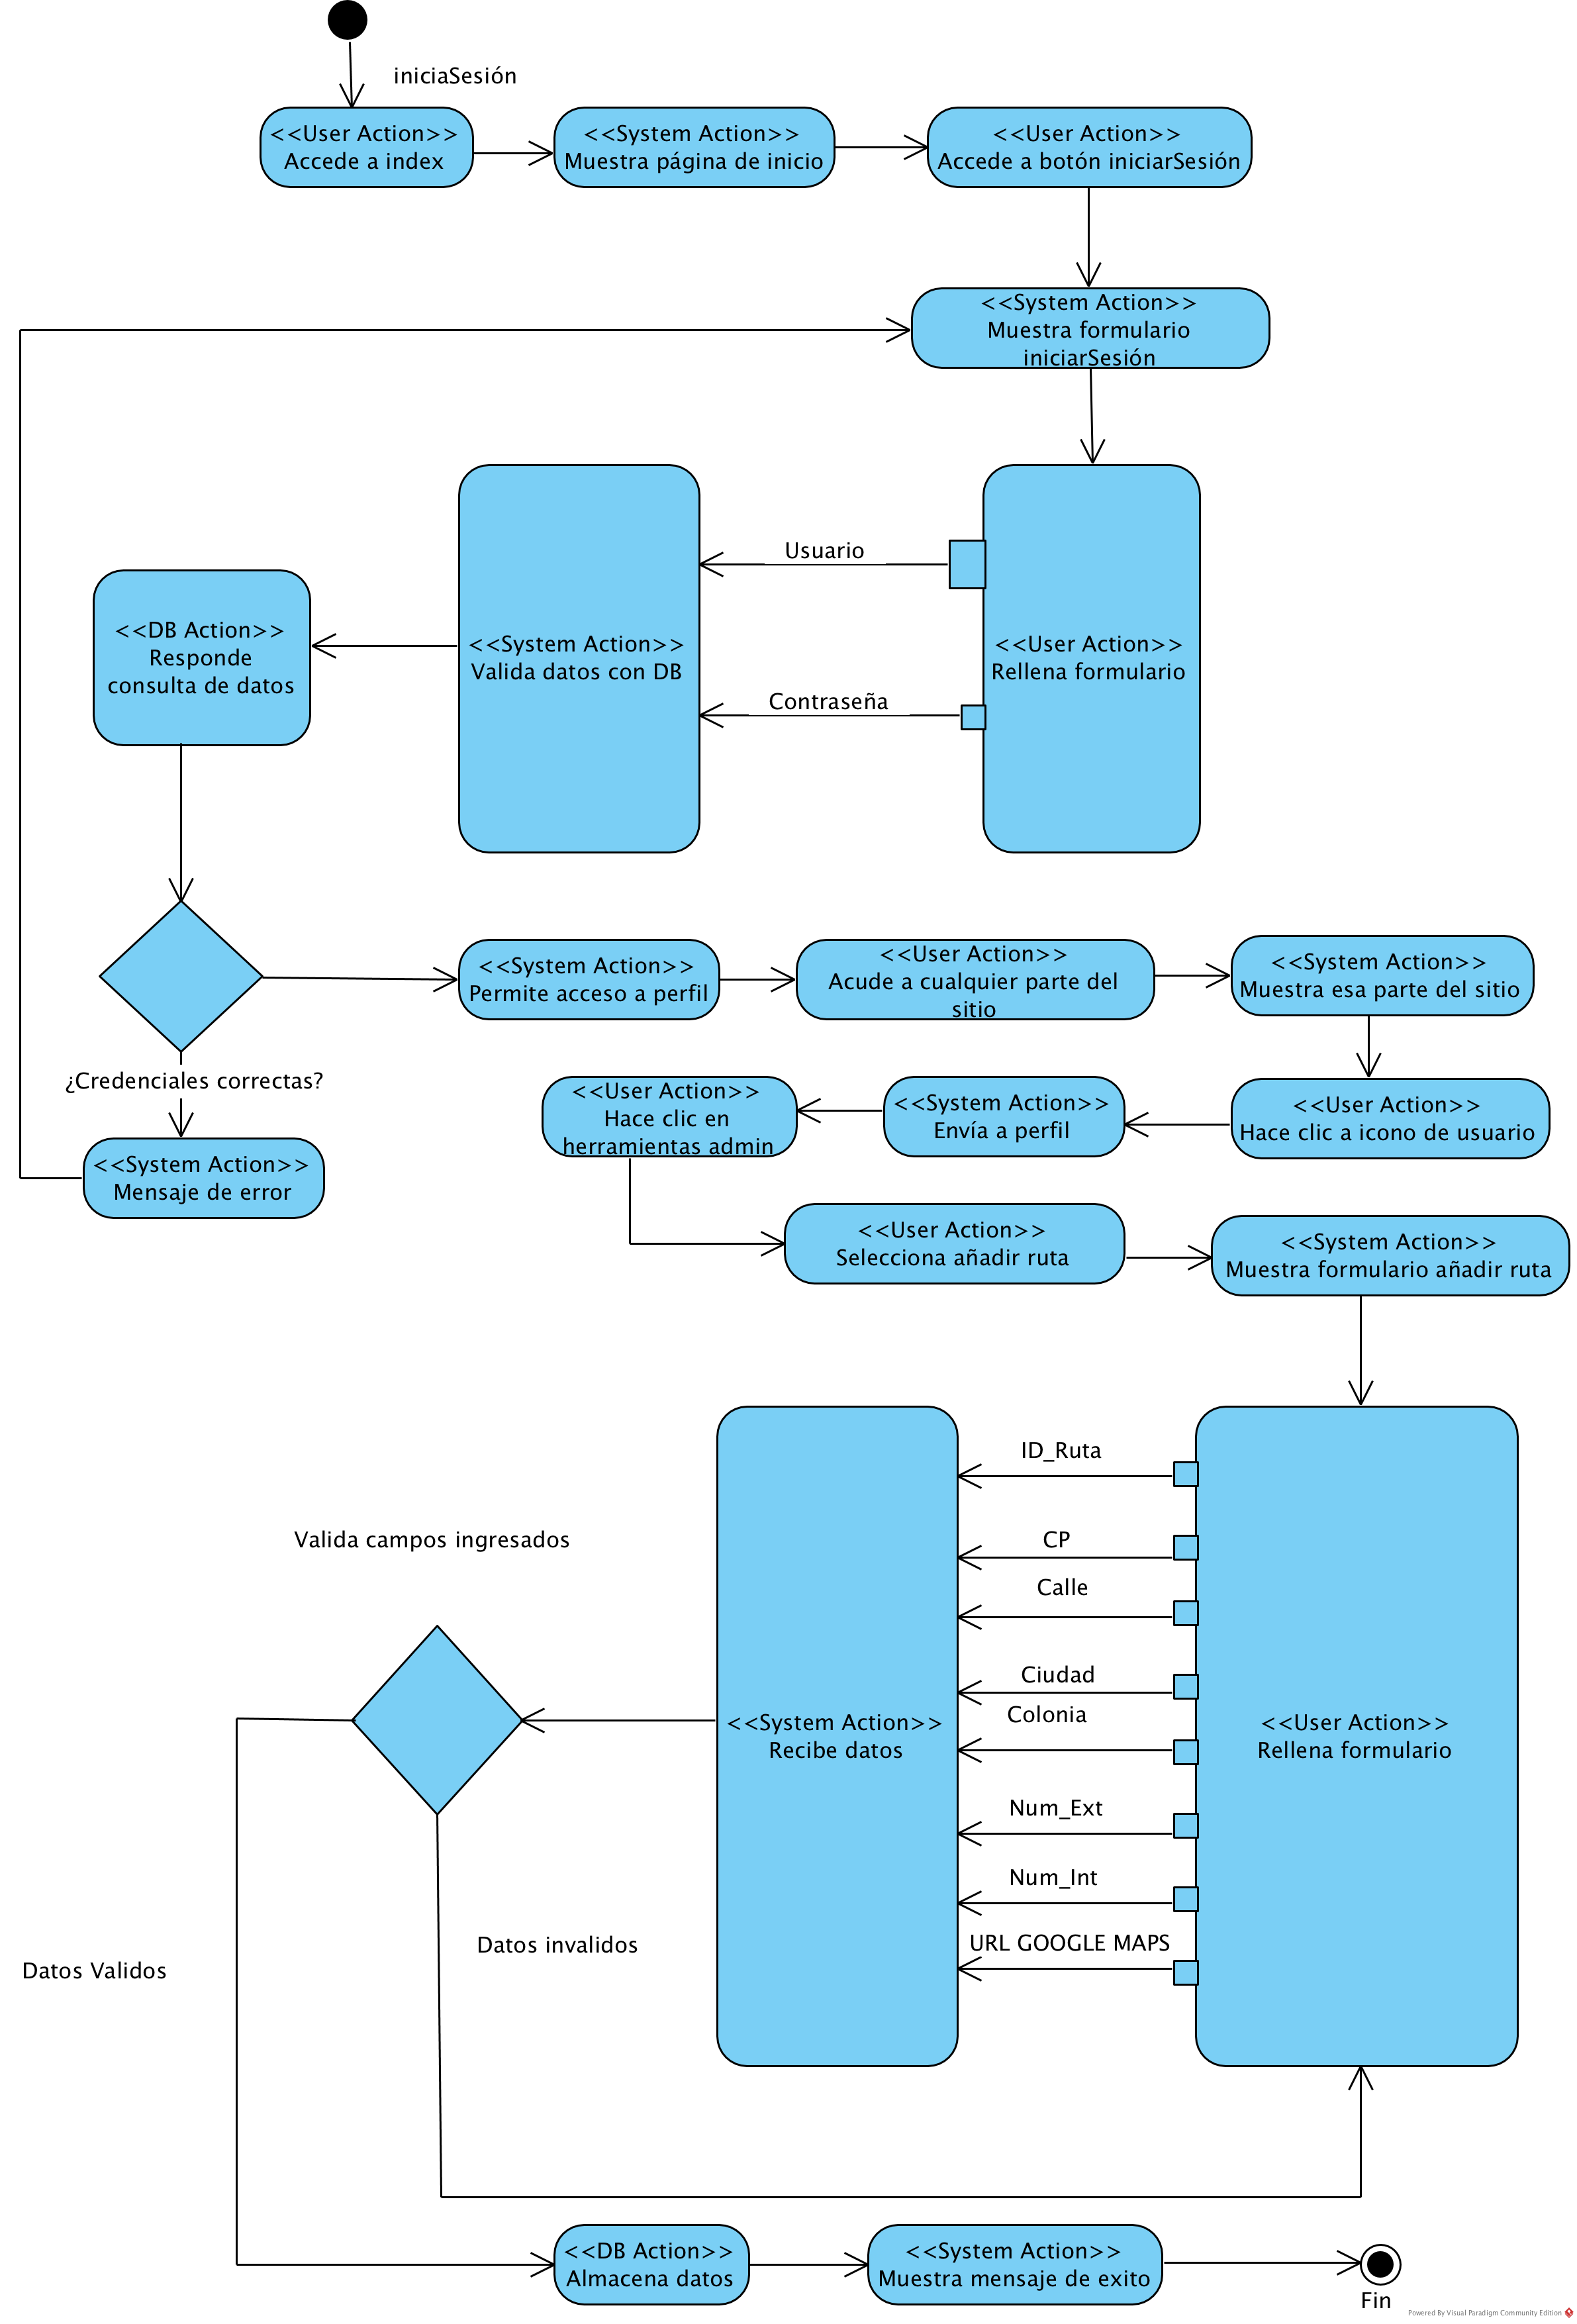 iniciaSesión
<<User Action>>
Accede a index
<<System Action>>
Muestra página de inicio
<<User Action>>
Accede a botón iniciarSesión
<<System Action>>
Muestra formulario
iniciarSesión
<<User Action>>
Rellena formulario
Usuario
Contraseña
<<System Action>>
Valida datos con DB
<<DB Action>>
Responde
consulta de datos
¿Credenciales correctas?
<<System Action>>
Mensaje de error
<<System Action>>
Permite acceso a perfil
<<User Action>>
Acude a cualquier parte del
sitio
<<System Action>>
Muestra esa parte del sitio
<<User Action>>
Hace clic a icono de usuario
<<System Action>>
Envía a perfil
<<User Action>>
Hace clic en
herramientas admin
<<User Action>>
Selecciona añadir ruta
<<System Action>>
Muestra formulario añadir ruta
<<User Action>>
Rellena formulario
ID_Ruta
CP
Calle
Ciudad
Colonia
Num_Ext
Num_Int
URL GOOGLE MAPS
<<System Action>>
Recibe datos
Valida campos ingresados
Datos invalidos
Datos Validos
<<DB Action>>
Almacena datos
<<System Action>>
Muestra mensaje de exito
Fin
Powered By Visual Paradigm Community Edition